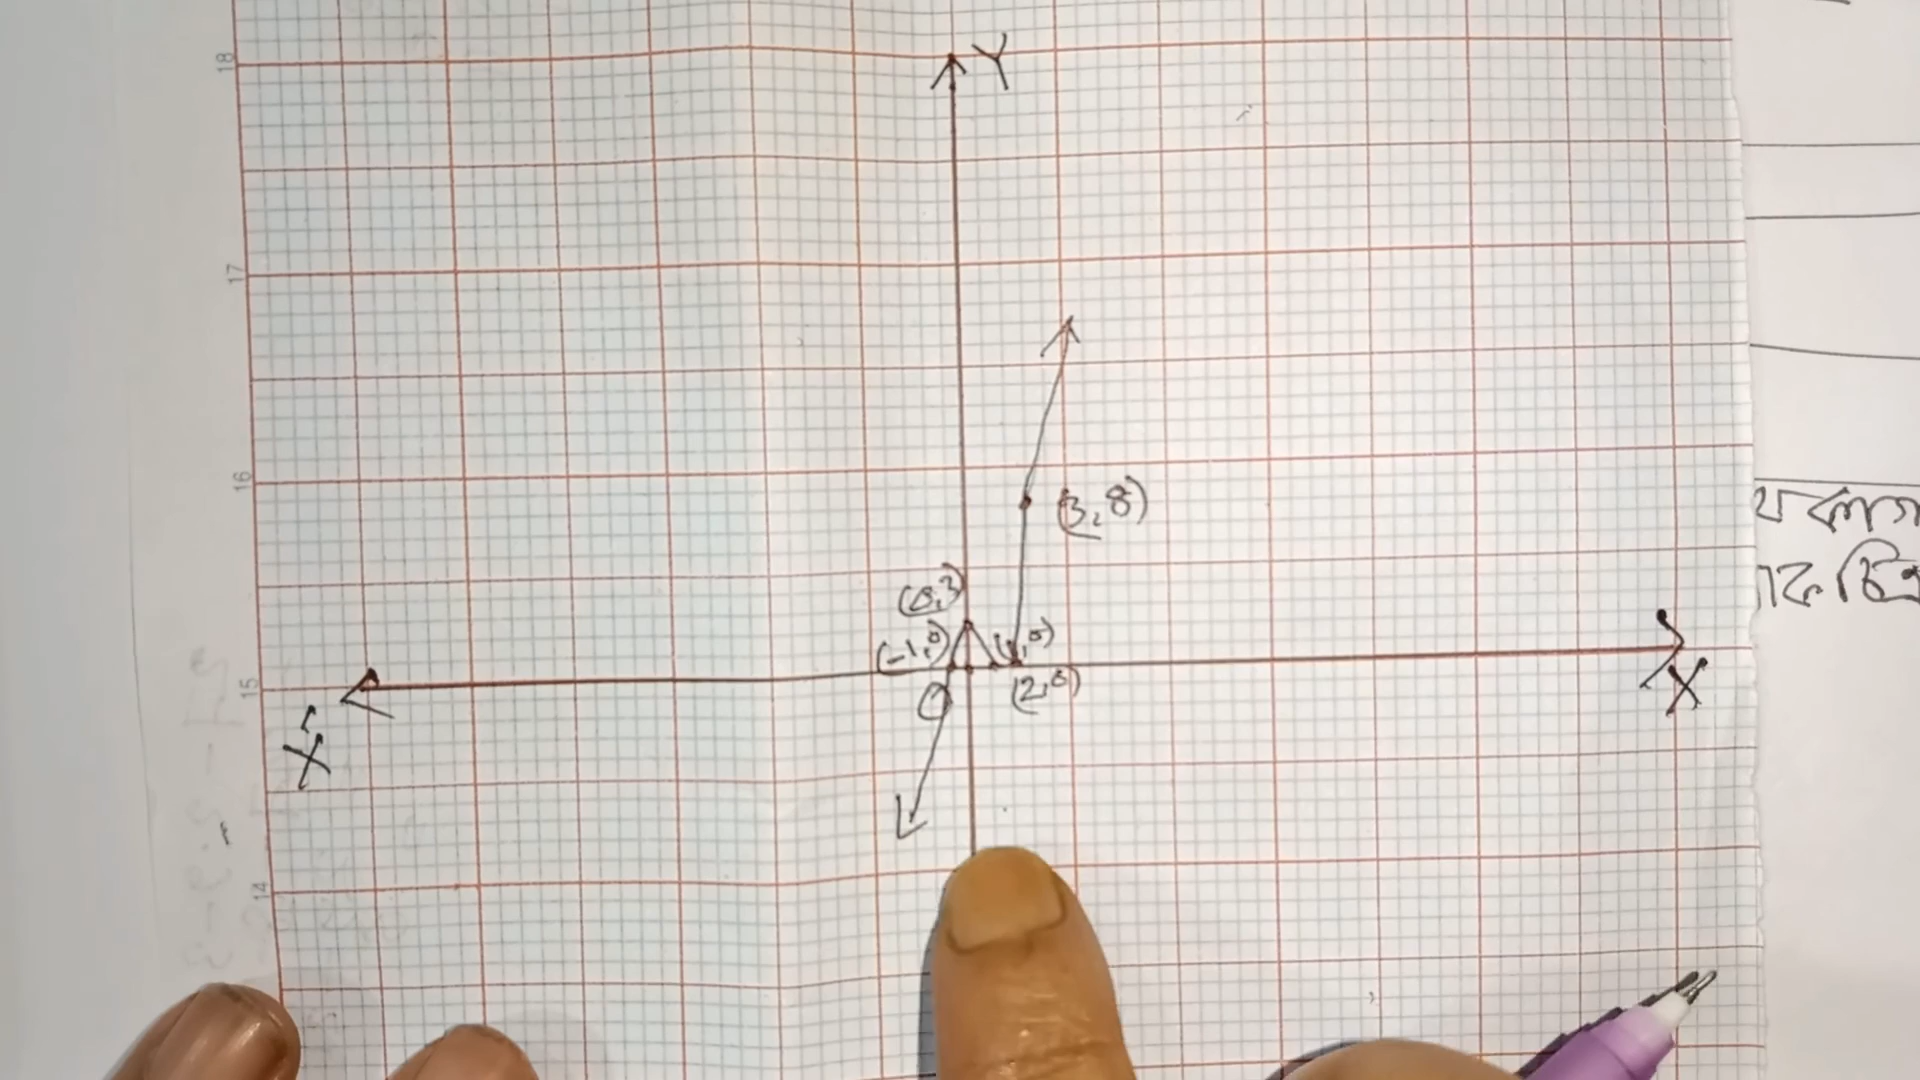 18
Y
17
16
(3,8)
(0,3)
(-1,0)
(1,0)
15
O
(2,0)
X
X'
14